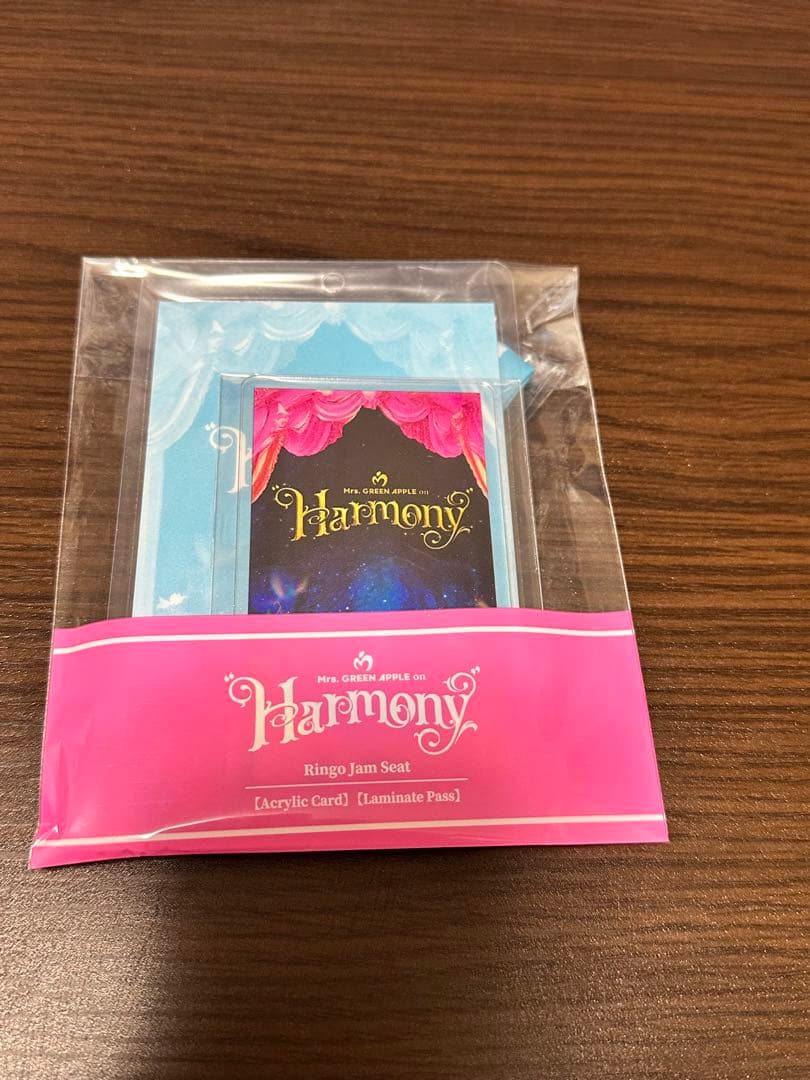 Mrs. GREEN APPLE on
"Harmony"
Mrs. GREEN APPLE on
"Harmony"
Ringo Jam Seat
【Acrylic Card】【Laminate Pass】